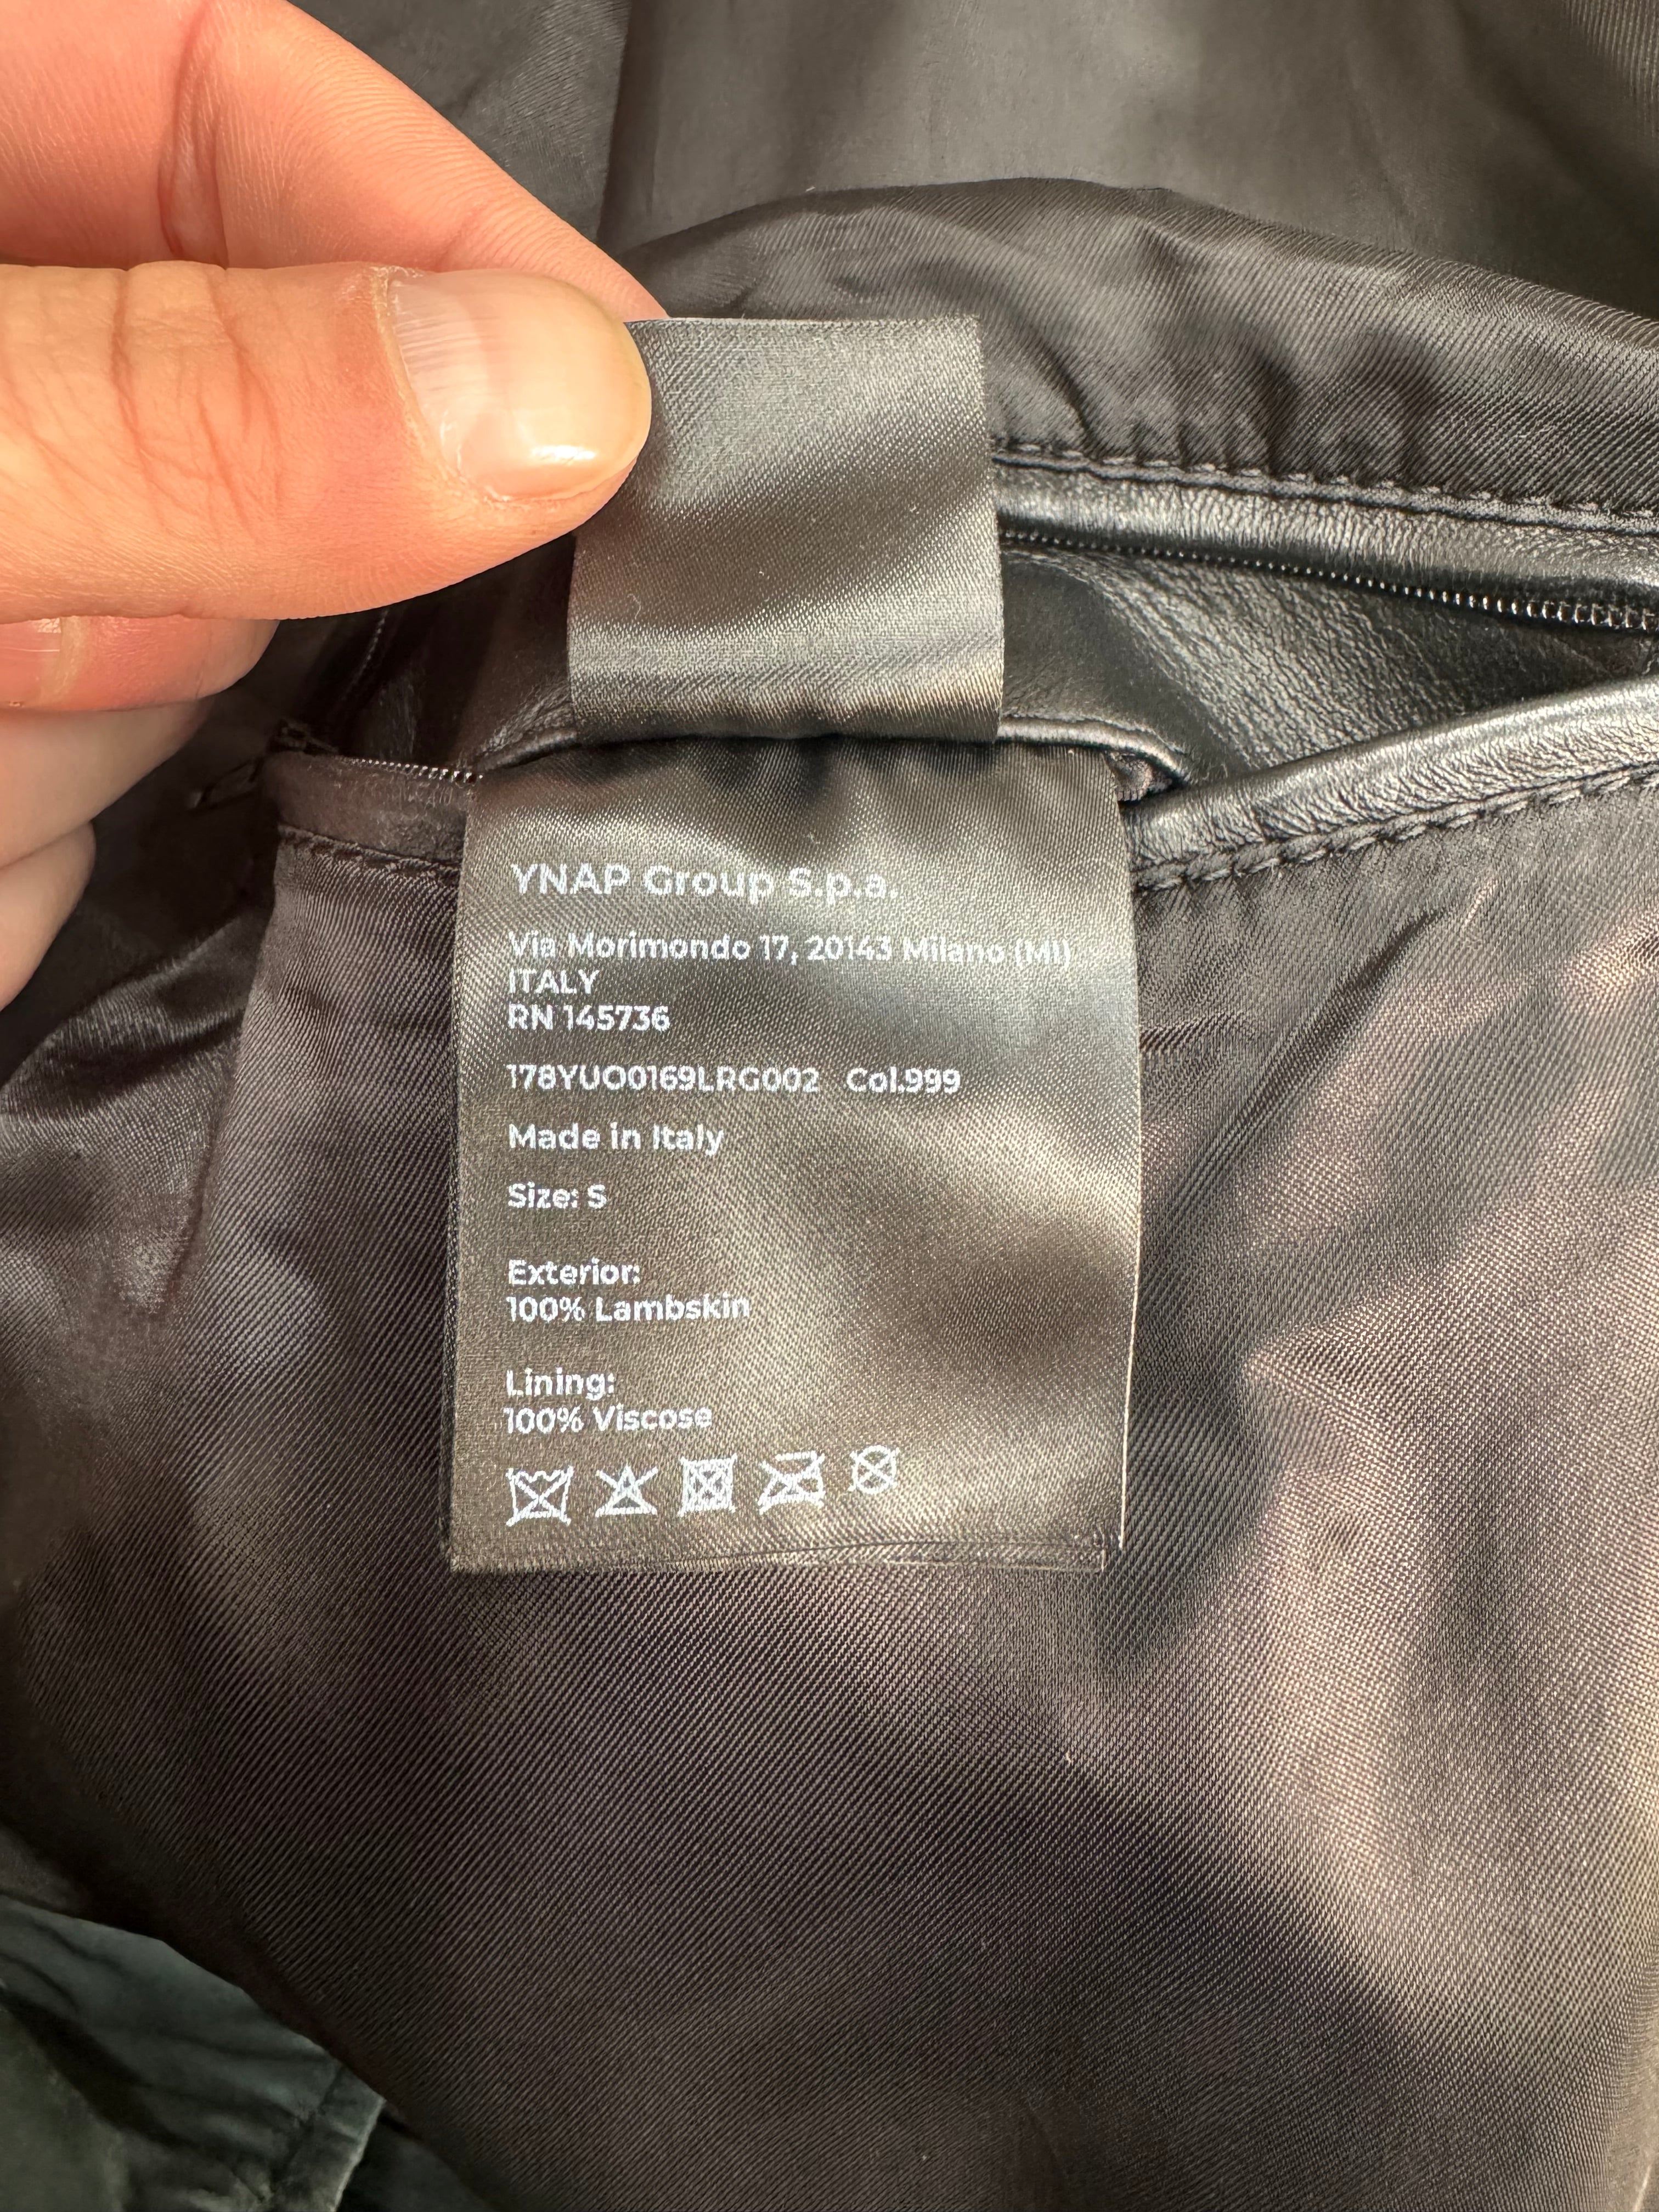 YNAP Group S.p.a.
Via Morimondo 17, 20143 Milano (MI)
ITALY
RN 145736
178YUO0169LRG002 Col.999
Made in Italy
Size: S
Exterior:
100% Lambskin
Lining:
100% Viscose